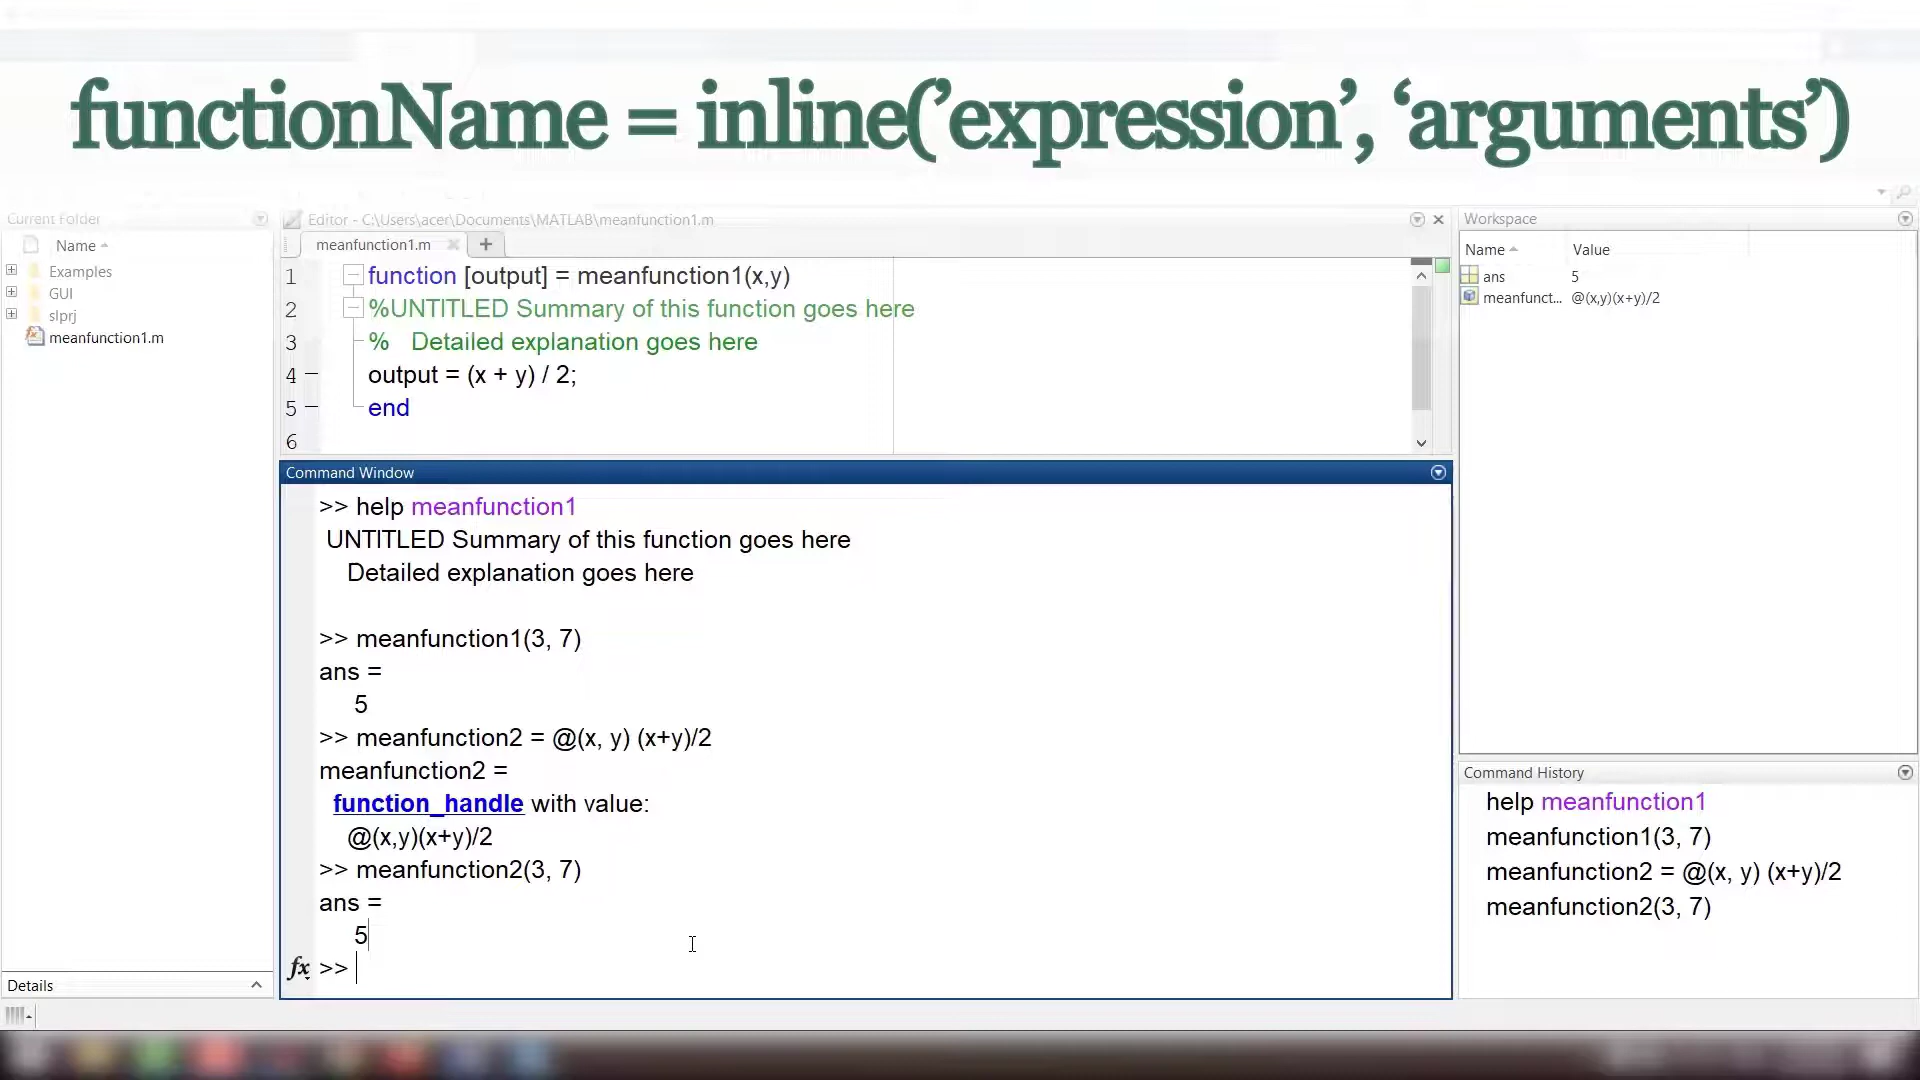 functionName = inline(’expression’, ‘arguments’)
Current Folder
Name
Examples
GUI
slprj
meanfunction1.m
Details
Editor - C:\Users\acer\Documents\MATLAB\meanfunction1.m
meanfunction1.m
+
1 function [output] = meanfunction1(x,y)
2 %UNTITLED Summary of this function goes here
3 % Detailed explanation goes here
4 output = (x + y) / 2;
5 end
6
Command Window
>> help meanfunction1
UNTITLED Summary of this function goes here
Detailed explanation goes here
>> meanfunction1(3, 7)
ans =
5
>> meanfunction2 = @(x, y) (x+y)/2
meanfunction2 =
function_handle with value:
@(x,y)(x+y)/2
>> meanfunction2(3, 7)
ans =
5
fx >>
Workspace
Name Value
ans 5
meanfunct... @(x,y)(x+y)/2
Command History
help meanfunction1
meanfunction1(3, 7)
meanfunction2 = @(x, y) (x+y)/2
meanfunction2(3, 7)